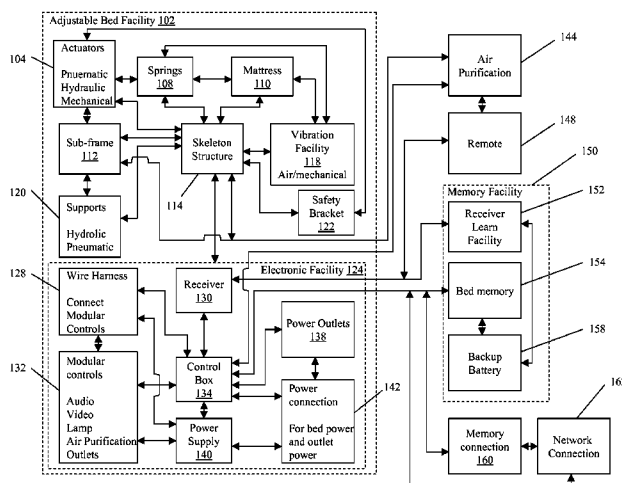 Adjustable Bed Facility 102
104
Actuators
Pnuematic
Hydraulic
Mechanical
Springs
108
Mattress
110
Sub-frame
112
Skeleton
Structure
114
Vibration
Facility
118
Air/mechanical
120
Supports
Hydrolic
Pneumatic
Safety
Bracket
122
Air
Purification
144
Remote
148
150
Memory Facility
152
Receiver
Learn
Facility
154
Bed memory
158
Backup
Battery
Electronic Facility 124
128
Wire Harness
Connect
Modular
Controls
Receiver
130
Power Outlets
138
132
Modular
controls
Audio
Video
Lamp
Air Purification
Outlets
Control
Box
134
Power
connection
For bed power
and outlet
power
142
Power
Supply
140
Memory
connection
160
Network
Connection